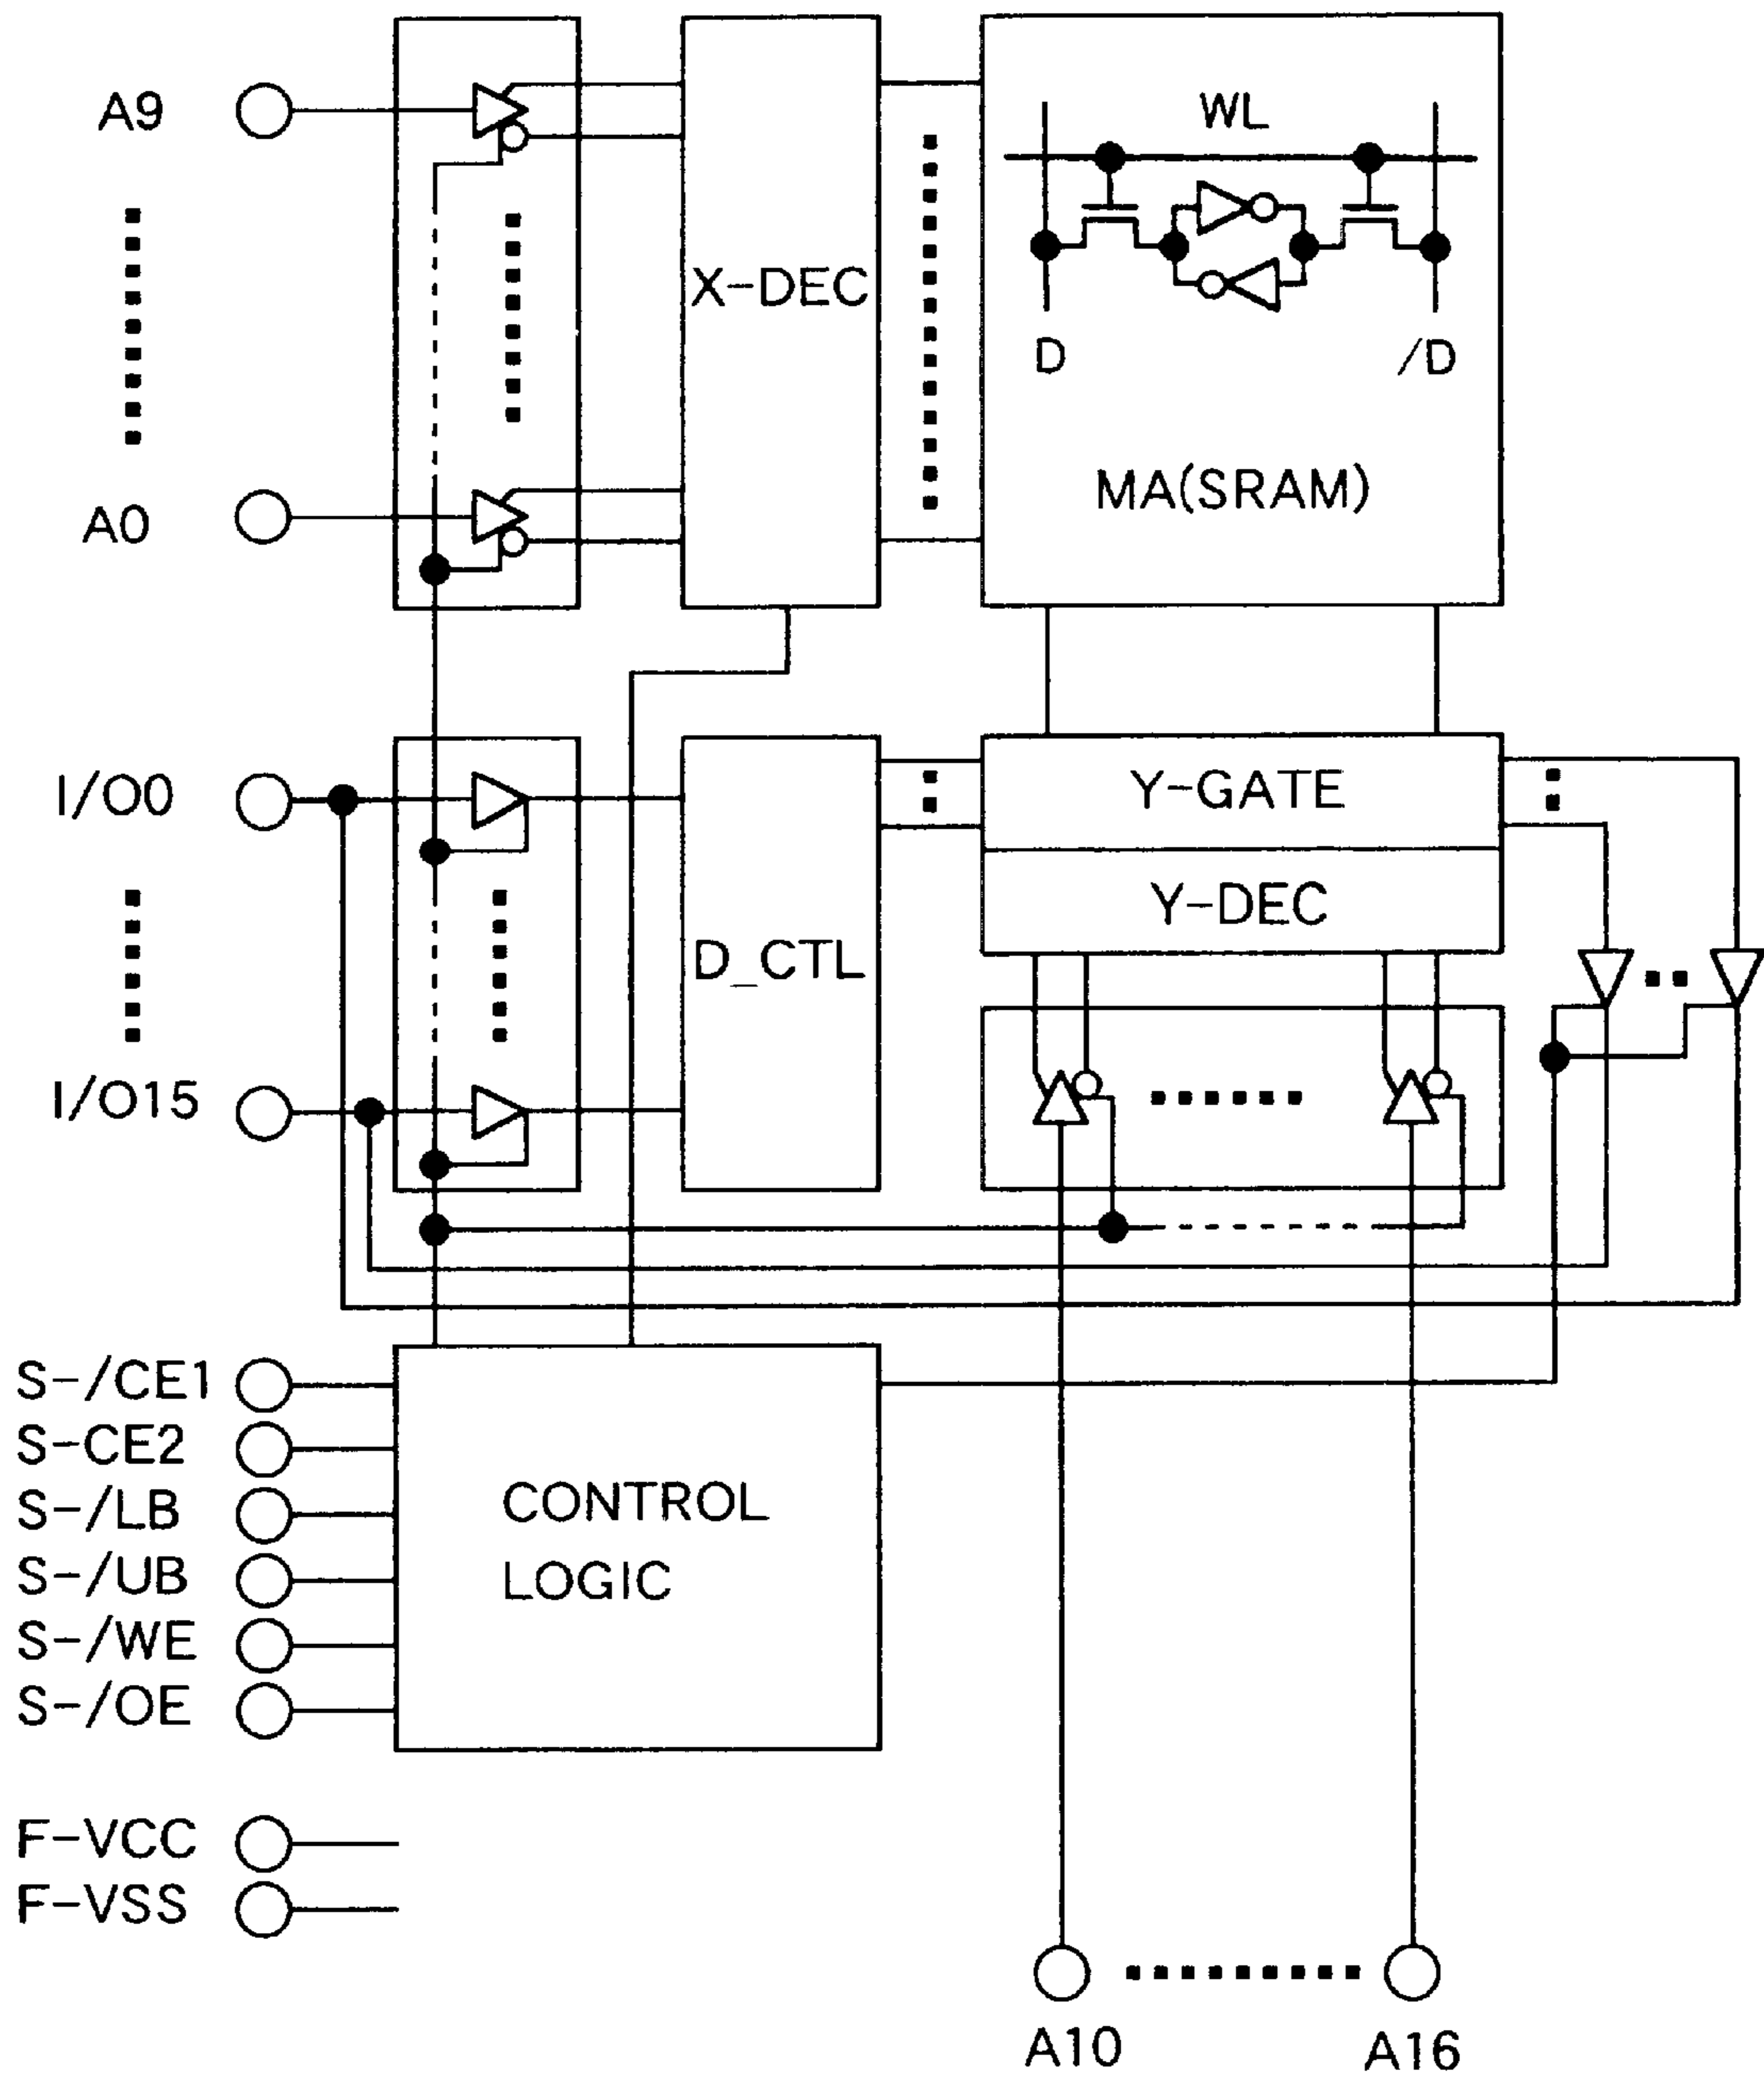 A9
WL
X-DEC
D
/D
MA(SRAM)
A0
I/O0
Y-GATE
Y-DEC
D_CTL
I/O15
S-/CE1
S-CE2
S-/LB
S-/UB
S-/WE
S-/OE
CONTROL
LOGIC
F-VCC
F-VSS
A10
A16